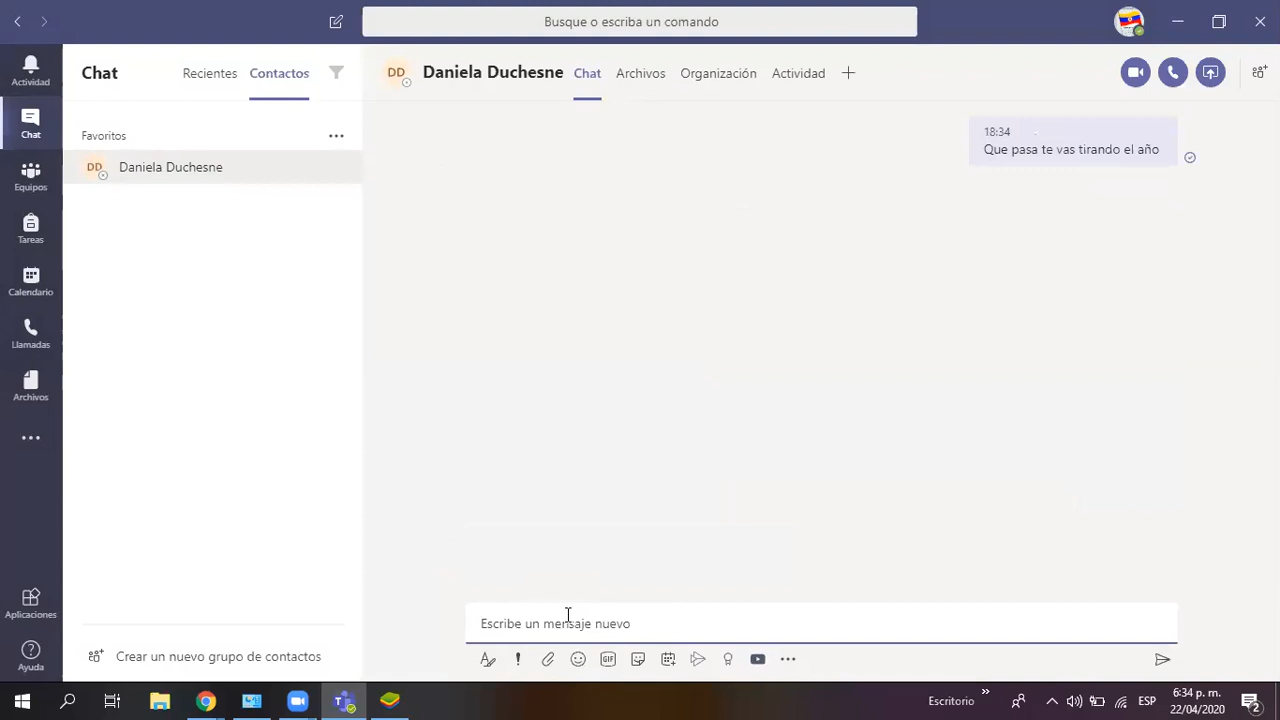 Busque o escriba un comando
Actividad
Chat
Equipos
Tareas
Calendario
Llamadas
Archivos
Aplicaciones
Ayuda
Chat Recientes Contactos
Favoritos
DD Daniela Duchesne
Crear un nuevo grupo de contactos
DD Daniela Duchesne Chat Archivos Organización Actividad
18:34
Que pasa te vas tirando el año
Escribe un mensaje nuevo
GIF
Escritorio
ESP
6:34 p. m.
22/04/2020
2